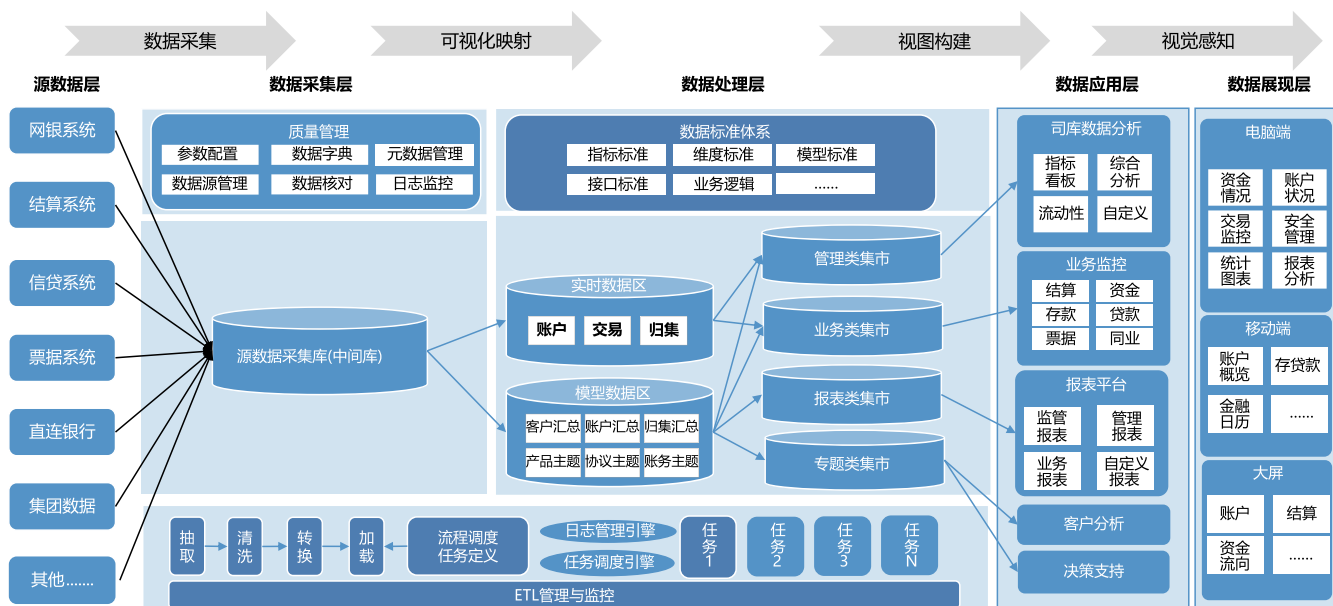 数据采集
可视化映射
视图构建
视觉感知
源数据层
数据采集层
数据处理层
数据应用层
数据展现层
网银系统
结算系统
信贷系统
票据系统
直连银行
集团数据
其他.......
质量管理
参数配置
数据字典
元数据管理
数据源管理
数据核对
日志监控
源数据采集库(中间库)
数据标准体系
指标标准
维度标准
模型标准
接口标准
业务逻辑
......
实时数据区
账户
交易
归集
模型数据区
客户汇总
账户汇总
归集汇总
产品主题
协议主题
账务主题
管理类集市
业务类集市
报表类集市
专题类集市
抽
取
清
洗
转
换
加
载
流程调度
任务定义
日志管理引擎
任务调度引擎
任
务
1
任
务
2
任
务
3
任
务
N
ETL管理与监控
司库数据分析
指标
看板
综合
分析
流动性
自定义
业务监控
结算
资金
存款
贷款
票据
同业
报表平台
监管
报表
管理
报表
业务
报表
自定义
报表
客户分析
决策支持
电脑端
资金
情况
账户
状况
交易
监控
安全
管理
统计
图表
报表
分析
移动端
账户
概览
存贷款
金融
日历
......
大屏
账户
结算
资金
流向
......